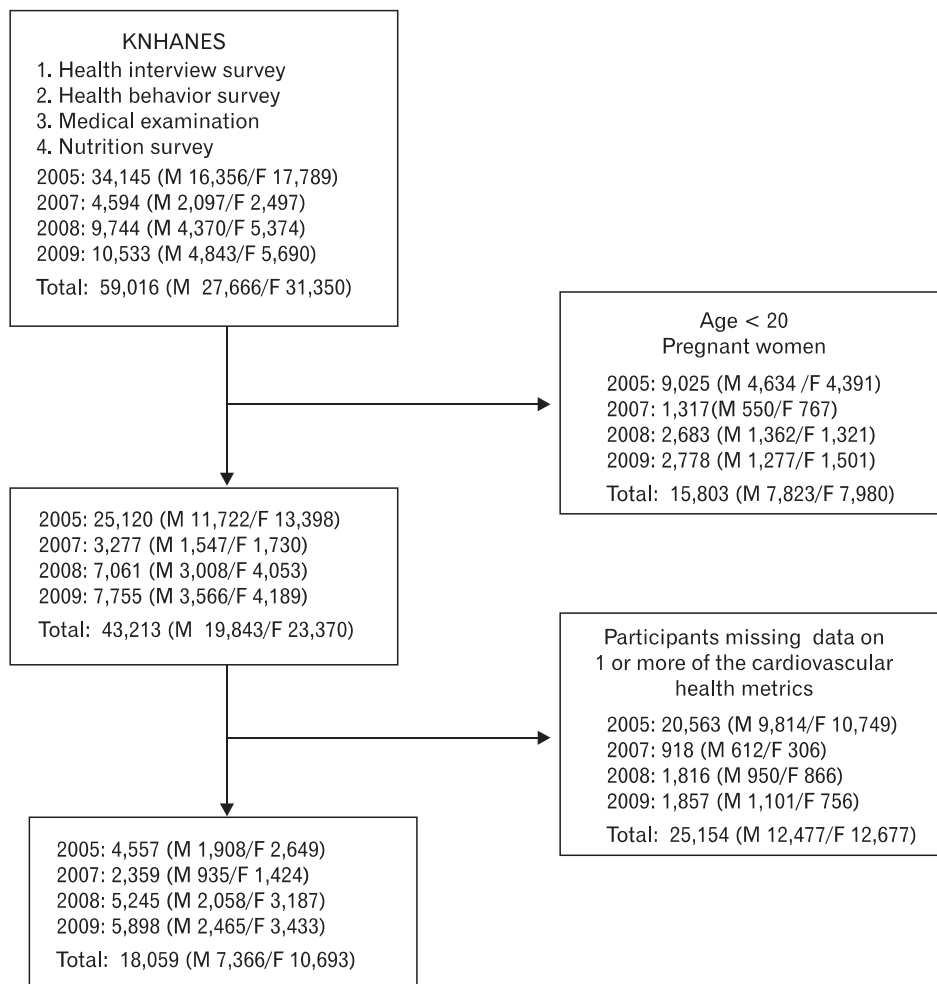 KNHANES
1. Health interview survey
2. Health behavior survey
3. Medical examination
4. Nutrition survey
2005: 34,145 (M 16,356/F 17,789)
2007: 4,594 (M 2,097/F 2,497)
2008: 9,744 (M 4,370/F 5,374)
2009: 10,533 (M 4,843/F 5,690)
Total: 59,016 (M 27,666/F 31,350)
Age < 20
Pregnant women
2005: 9,025 (M 4,634 /F 4,391)
2007: 1,317(M 550/F 767)
2008: 2,683 (M 1,362/F 1,321)
2009: 2,778 (M 1,277/F 1,501)
Total: 15,803 (M 7,823/F 7,980)
2005: 25,120 (M 11,722/F 13,398)
2007: 3,277 (M 1,547/F 1,730)
2008: 7,061 (M 3,008/F 4,053)
2009: 7,755 (M 3,566/F 4,189)
Total: 43,213 (M 19,843/F 23,370)
Participants missing data on
1 or more of the cardiovascular
health metrics
2005: 20,563 (M 9,814/F 10,749)
2007: 918 (M 612/F 306)
2008: 1,816 (M 950/F 866)
2009: 1,857 (M 1,101/F 756)
Total: 25,154 (M 12,477/F 12,677)
2005: 4,557 (M 1,908/F 2,649)
2007: 2,359 (M 935/F 1,424)
2008: 5,245 (M 2,058/F 3,187)
2009: 5,898 (M 2,465/F 3,433)
Total: 18,059 (M 7,366/F 10,693)